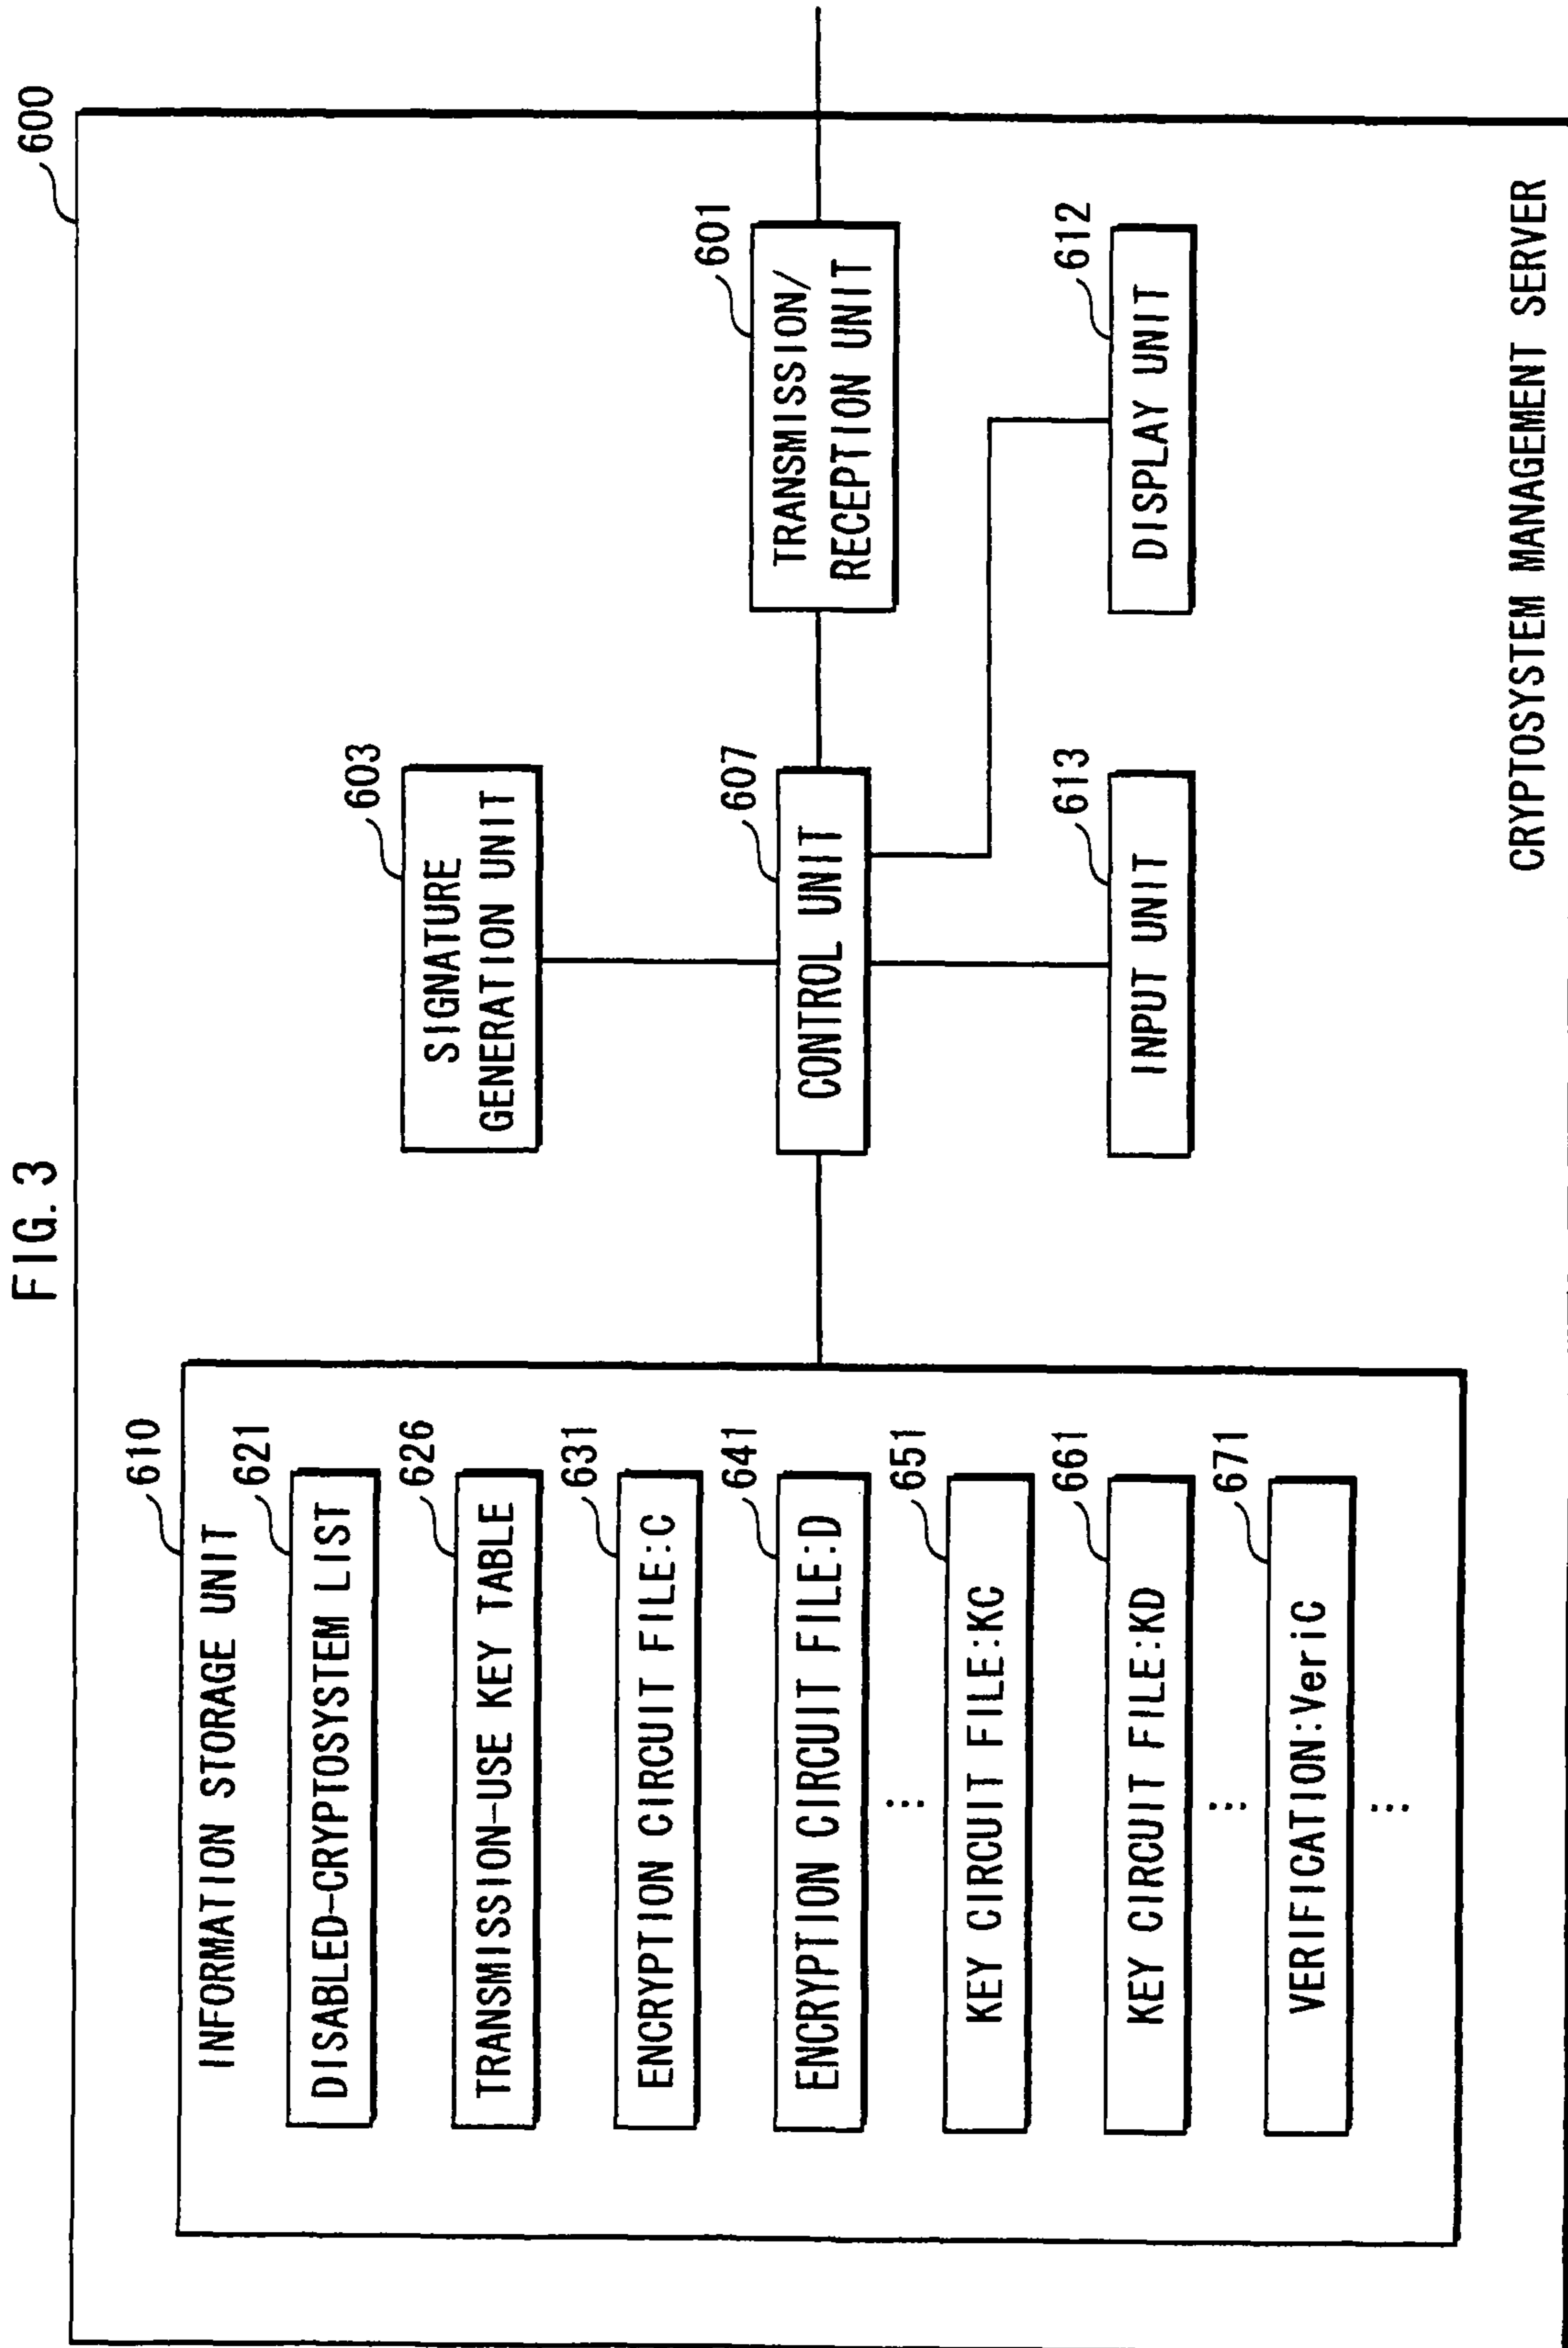 FIG. 3
600
INFORMATION STORAGE UNIT
610
DISABLED-CRYPTOSYSTEM LIST
621
TRANSMISSION-USE KEY TABLE
626
ENCRYPTION CIRCUIT FILE:C
631
ENCRYPTION CIRCUIT FILE:D
641
...
KEY CIRCUIT FILE:KC
651
KEY CIRCUIT FILE:KD
661
...
VERIFICATION:VeriC
671
...
SIGNATURE
GENERATION UNIT
603
CONTROL UNIT
607
INPUT UNIT
613
TRANSMISSION/
RECEPTION UNIT
601
DISPLAY UNIT
612
CRYPTOSYSTEM MANAGEMENT SERVER